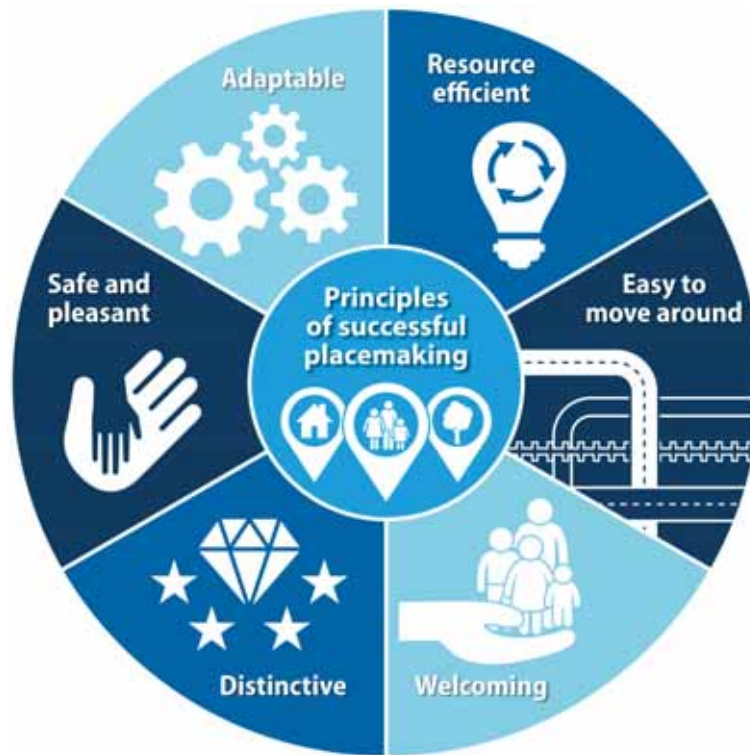 Principles
of successful
placemaking
Adaptable
Resource
efficient
Easy to
move around
Welcoming
Distinctive
Safe and
pleasant